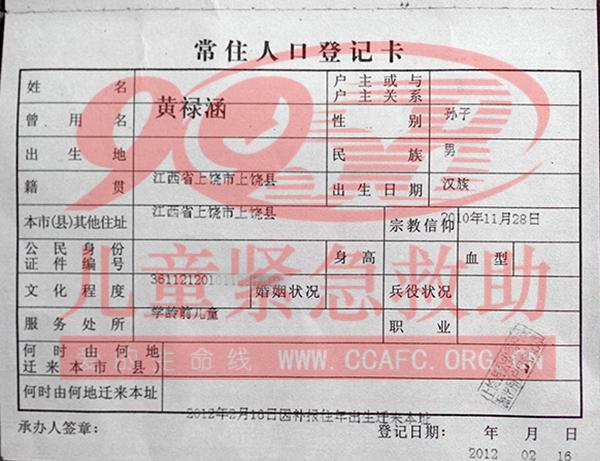 常住人口登记卡
姓名 黄禄涵 户主或与户主关系 孙子
曾用名 性别 男
出生地 江西省上饶市上饶县 民族 汉族
籍贯 江西省上饶市上饶县 出生日期 2010年11月28日
本市(县)其他住址 宗教信仰
公民身份证件编号 3611212010112 身高 血型
文化程度 学龄前儿童 婚姻状况 兵役状况
服务处所 职业
何时由何地迁来本市(县)
何时由何地迁来本址 2012年2月16日因补报往年出生迁来本址
承办人签章: 登记日期: 年 月 日
2012 02 16
儿童紧急救助
生命线 WWW.CCAFC.ORG.CN